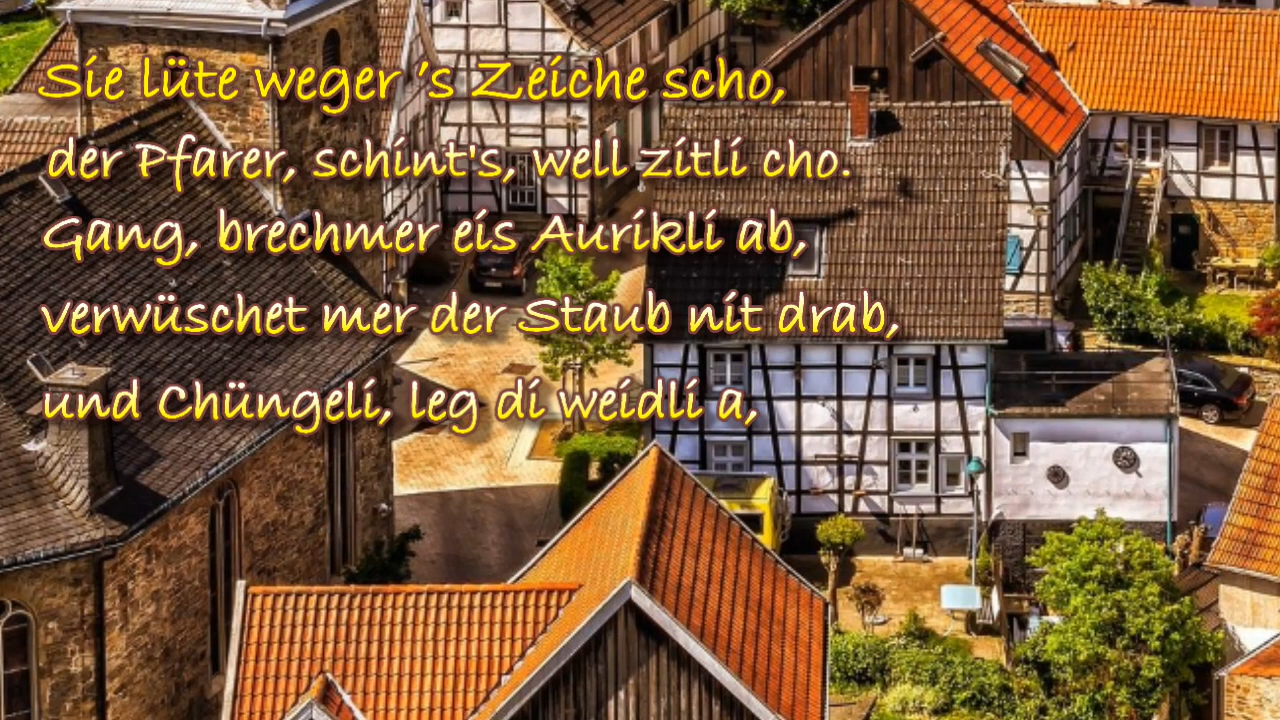 Sie lüte weger ’s Zeiche scho,
der Pfarer, schint's, well zitli cho.
Gang, brechmer eis Aurikli ab,
verwüschet mer der Staub nit drab,
und Chüngeli, leg di weidli a,